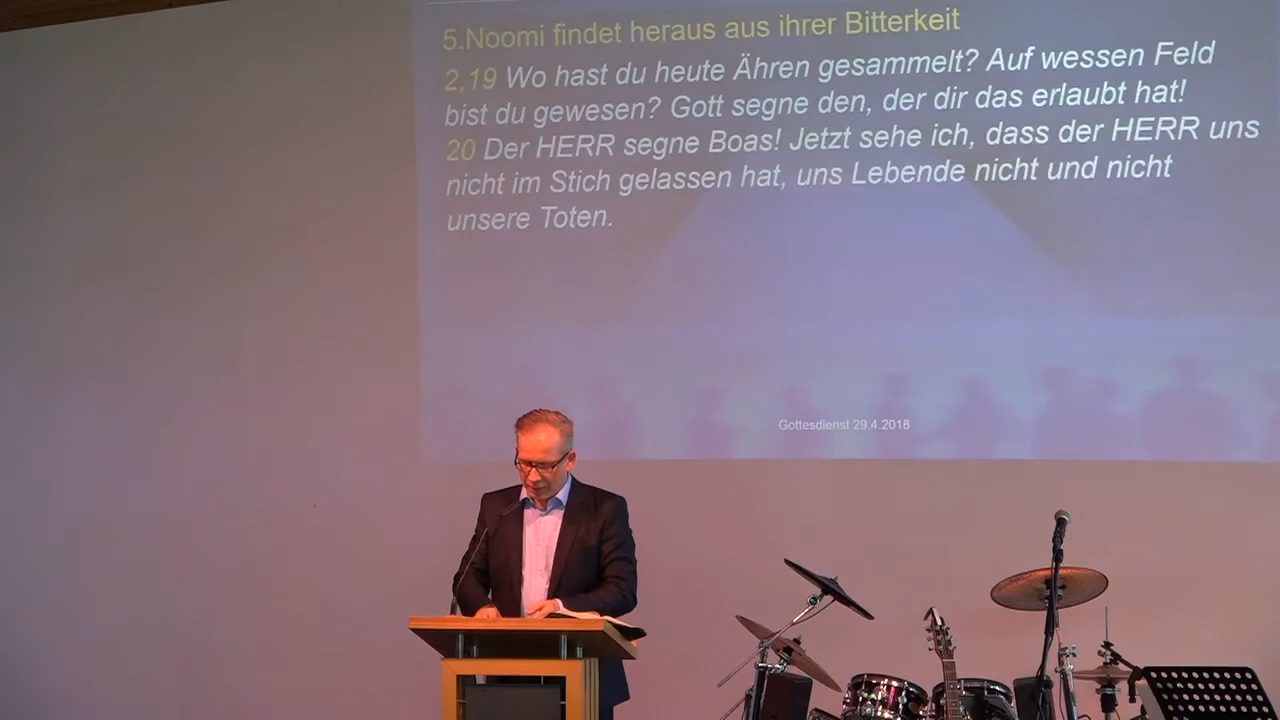 5.Noomi findet heraus aus ihrer Bitterkeit
2,19 Wo hast du heute Ähren gesammelt? Auf wessen Feld
bist du gewesen? Gott segne den, der dir das erlaubt hat!
20 Der HERR segne Boas! Jetzt sehe ich, dass der HERR uns
nicht im Stich gelassen hat, uns Lebende nicht und nicht
unsere Toten.
Gottesdienst 29.4.2018